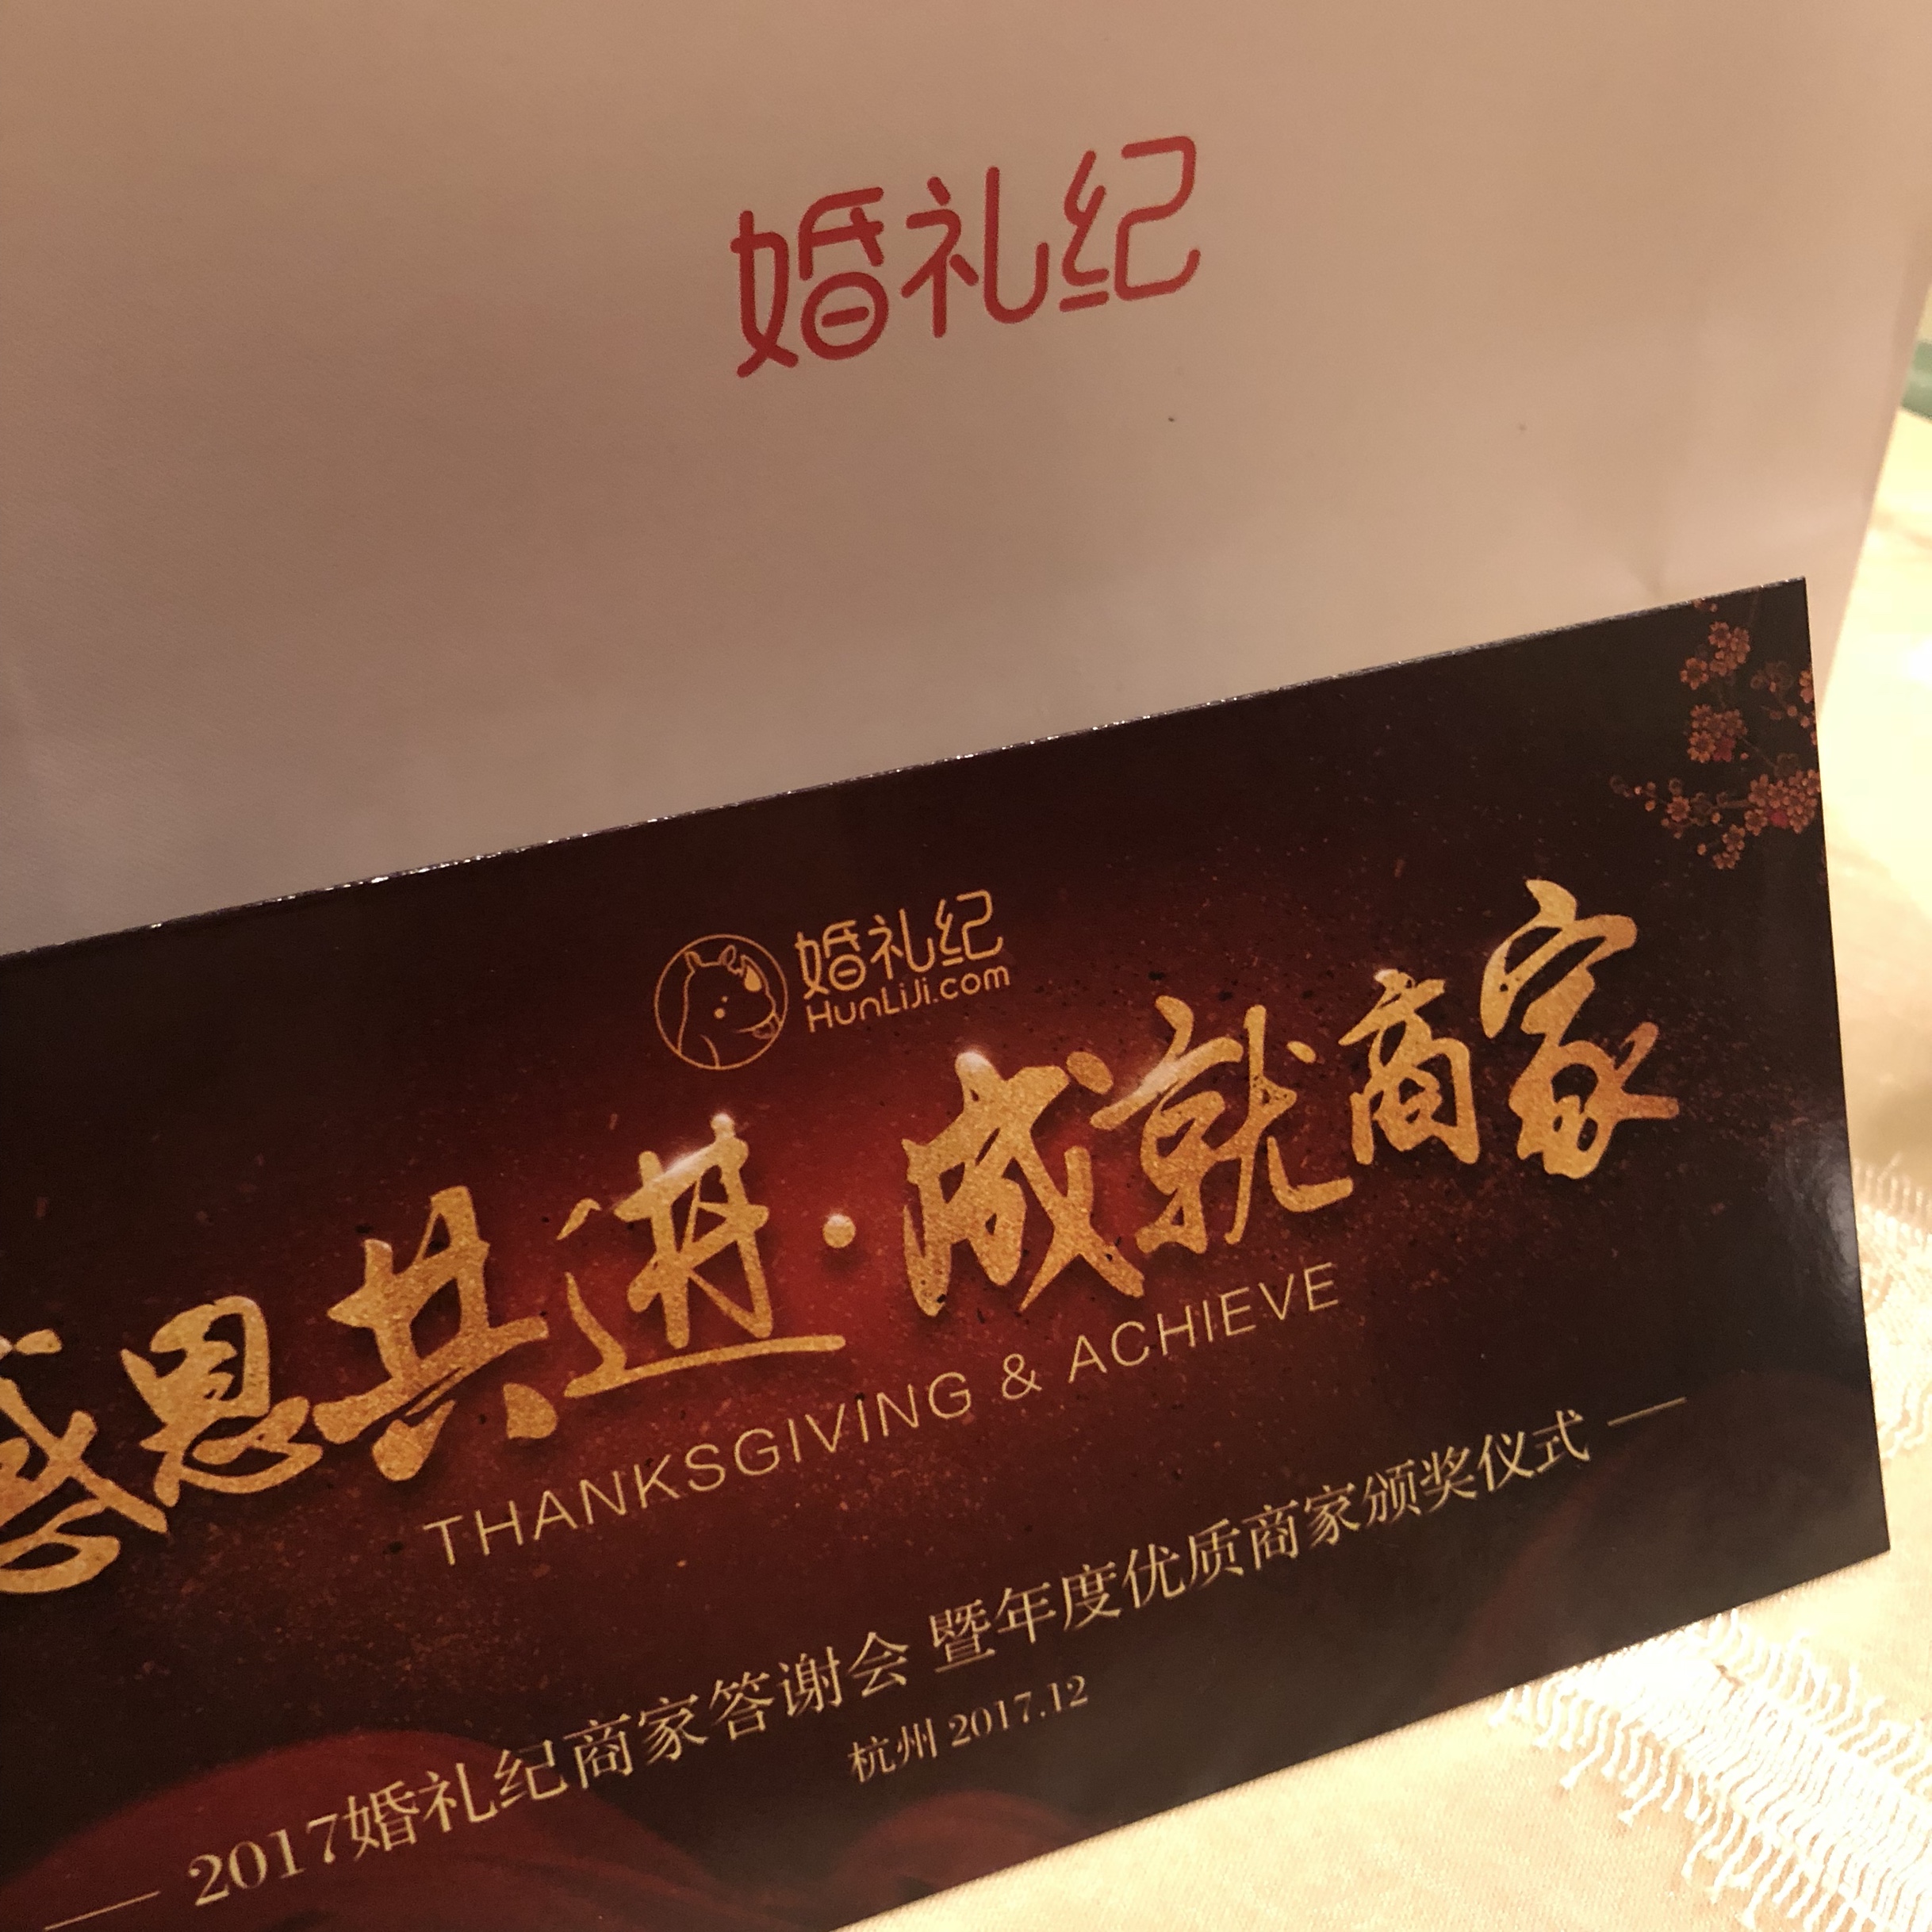 婚礼纪
婚礼纪
HunLiJi.com
感恩共进·成就商家
THANKSGIVING & ACHIEVE
2017婚礼纪商家答谢会 暨年度优质商家颁奖仪式
杭州 2017.12